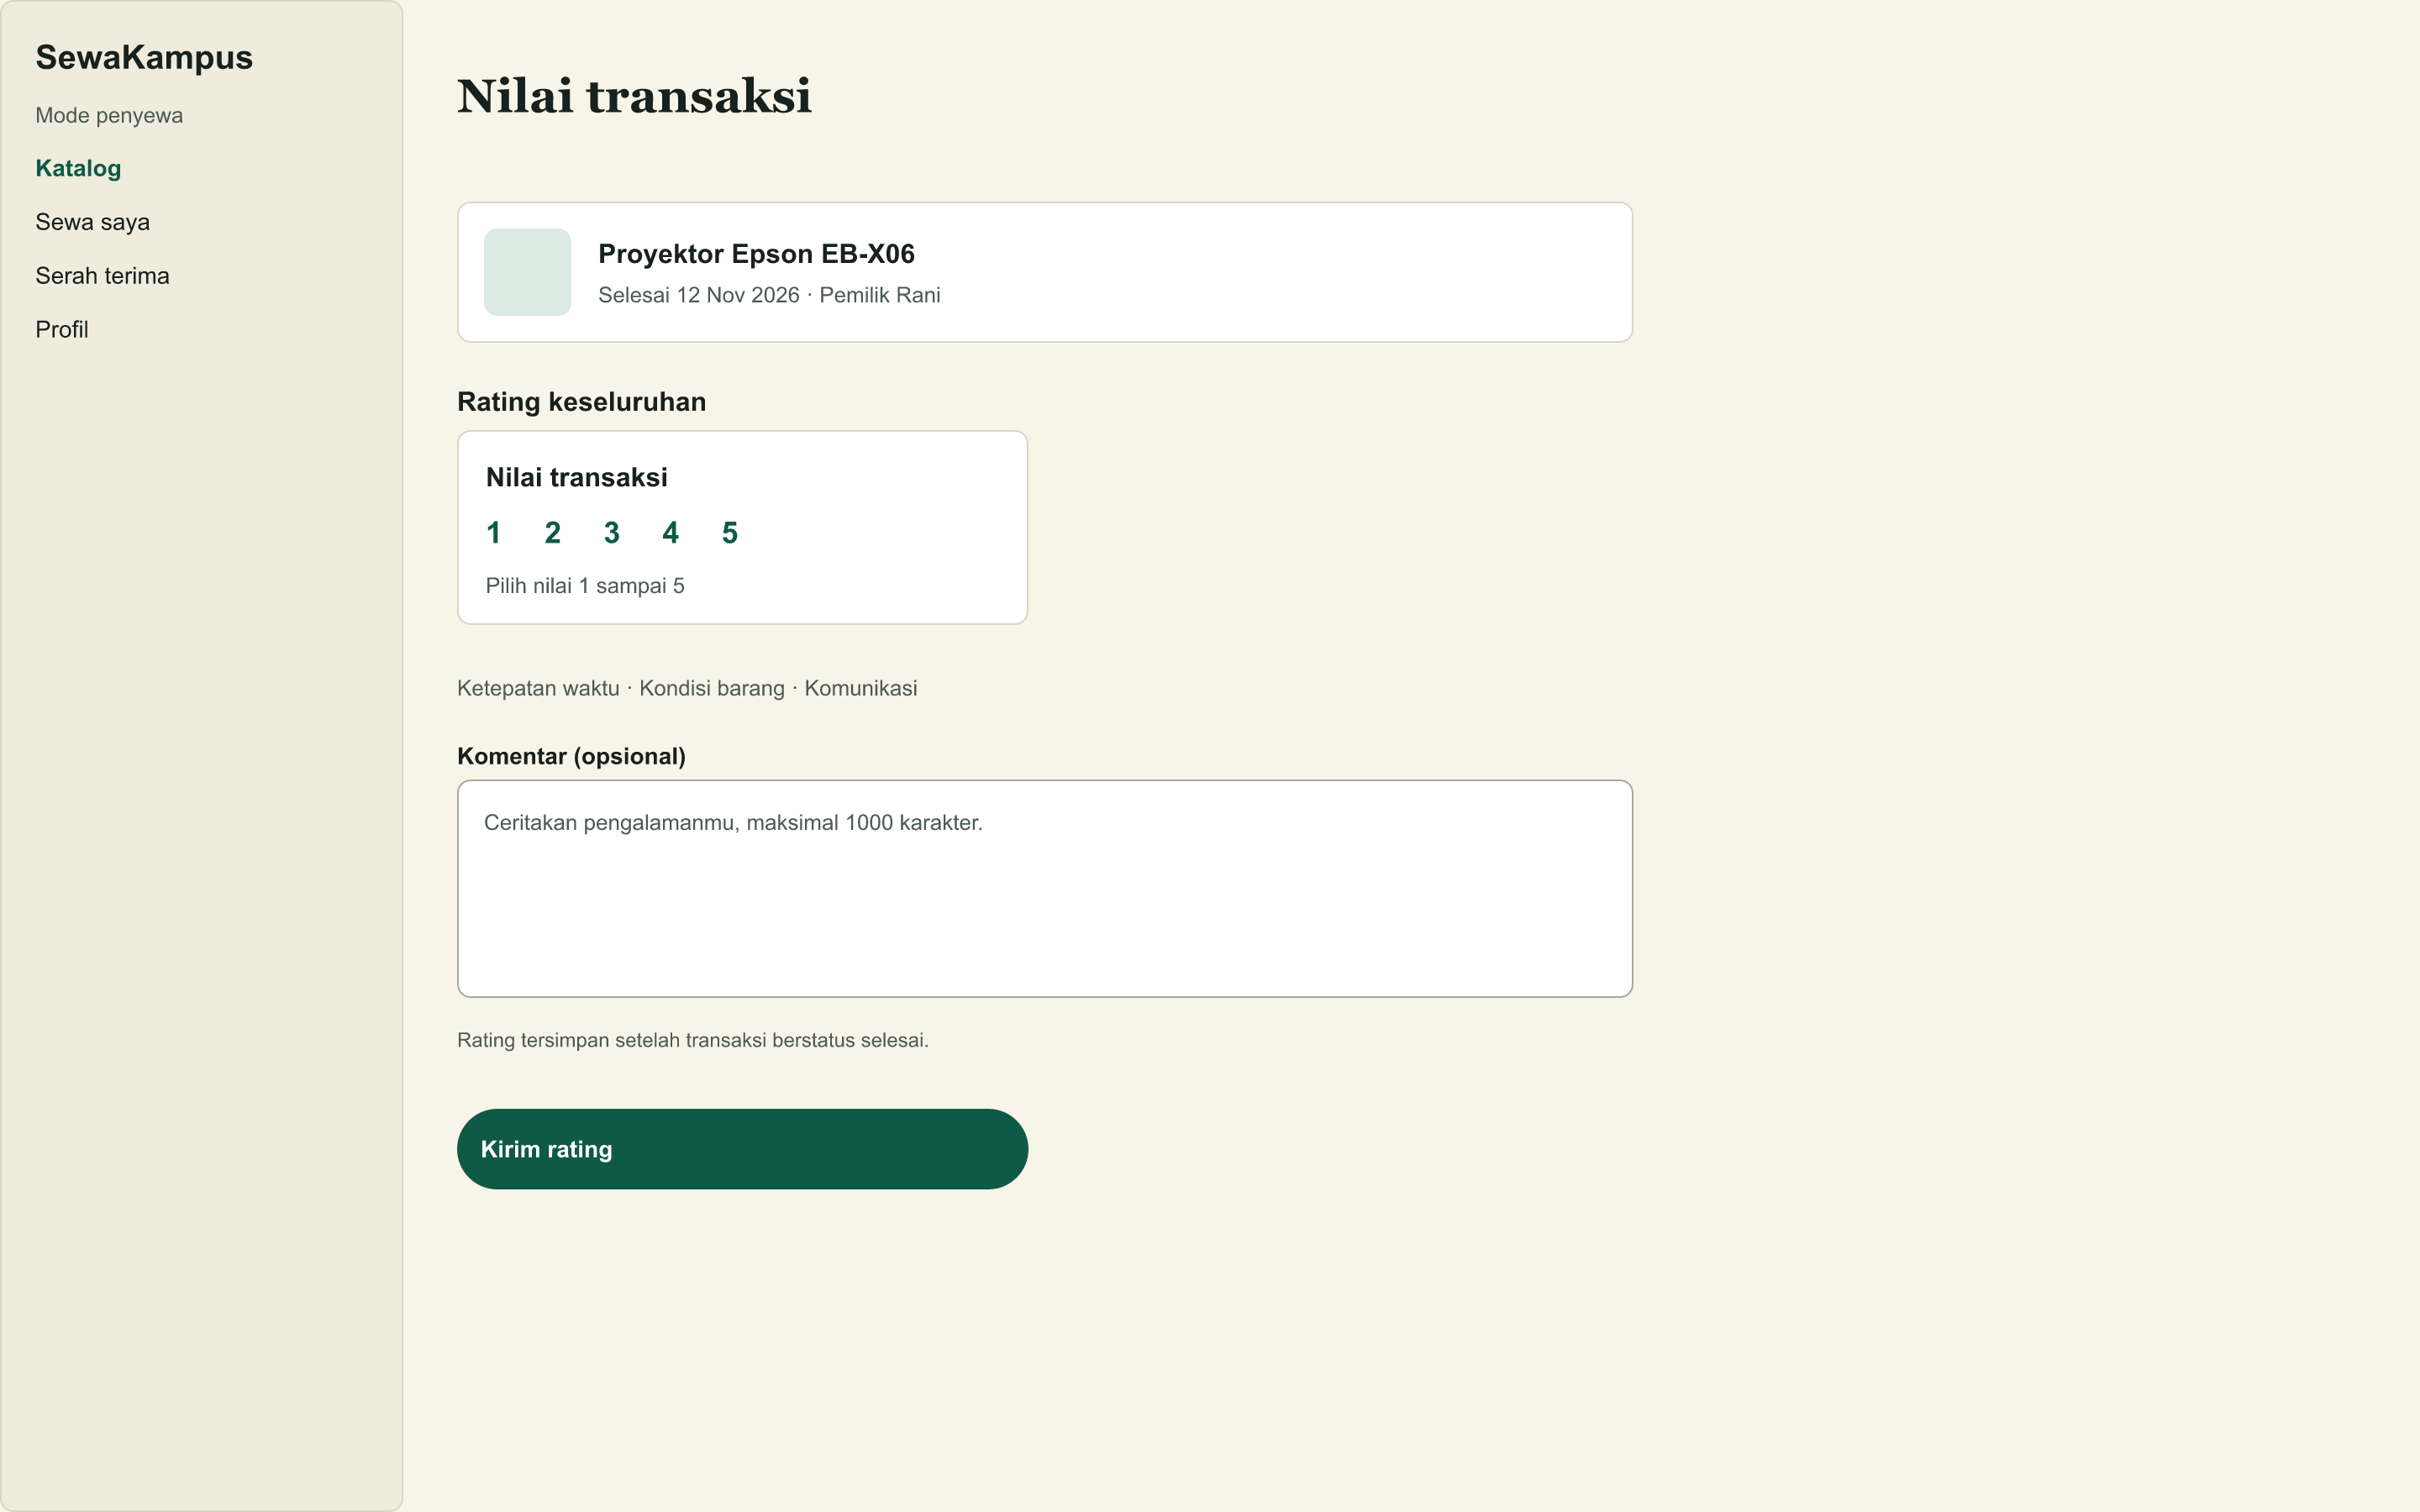 SewaKampus
Mode penyewa
Katalog
Sewa saya
Serah terima
Profil
Nilai transaksi
Proyektor Epson EB-X06
Selesai 12 Nov 2026 · Pemilik Rani
Rating keseluruhan
Nilai transaksi
1 2 3 4 5
Pilih nilai 1 sampai 5
Ketepatan waktu · Kondisi barang · Komunikasi
Komentar (opsional)
Ceritakan pengalamanmu, maksimal 1000 karakter.
Rating tersimpan setelah transaksi berstatus selesai.
Kirim rating